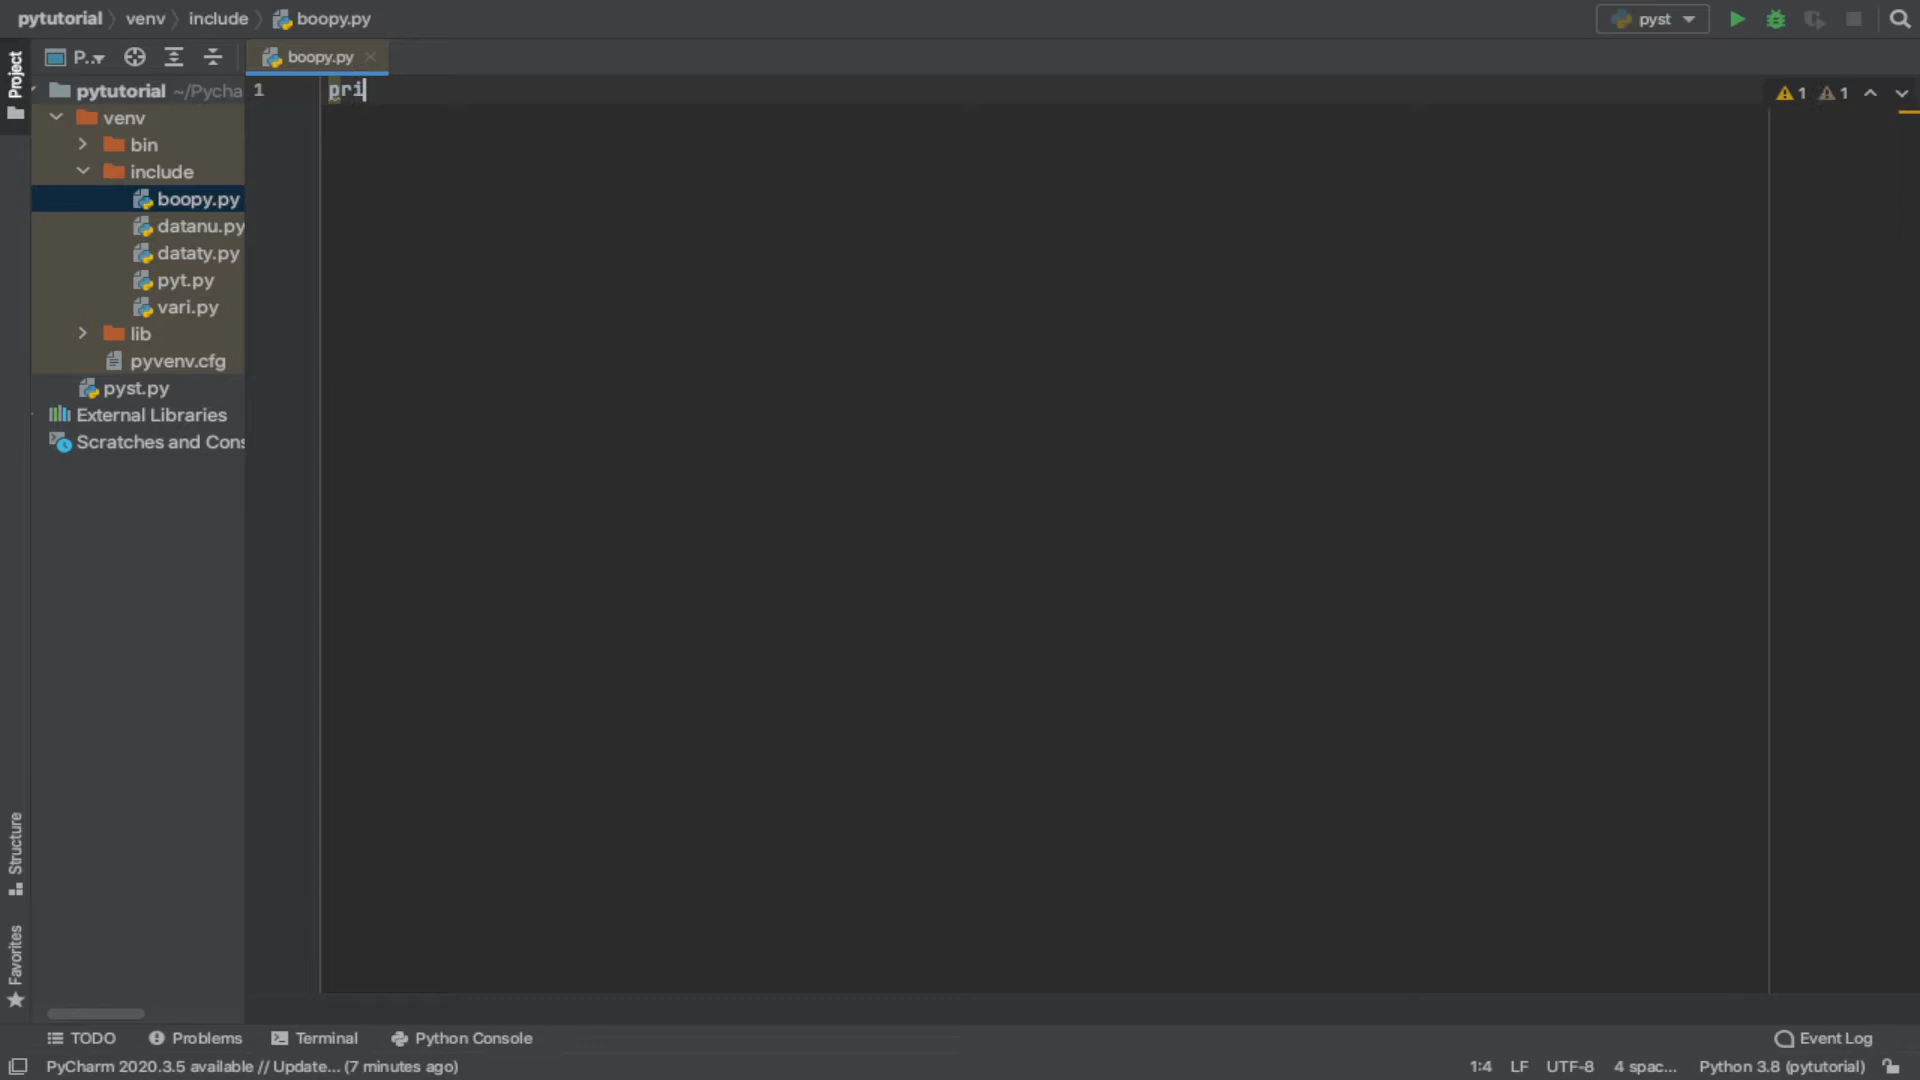 pytutorial venv include boopy.py
pyst
Project
P..
boopy.py
pytutorial ~/Pycha
1 pri
1 1
venv
bin
include
boopy.py
datanu.py
dataty.py
pyt.py
vari.py
lib
pyvenv.cfg
pyst.py
External Libraries
Scratches and Cons
Structure
Favorites
TODO Problems Terminal Python Console Event Log
PyCharm 2020.3.5 available // Update... (7 minutes ago) 1:4 LF UTF-8 4 spac... Python 3.8 (pytutorial)